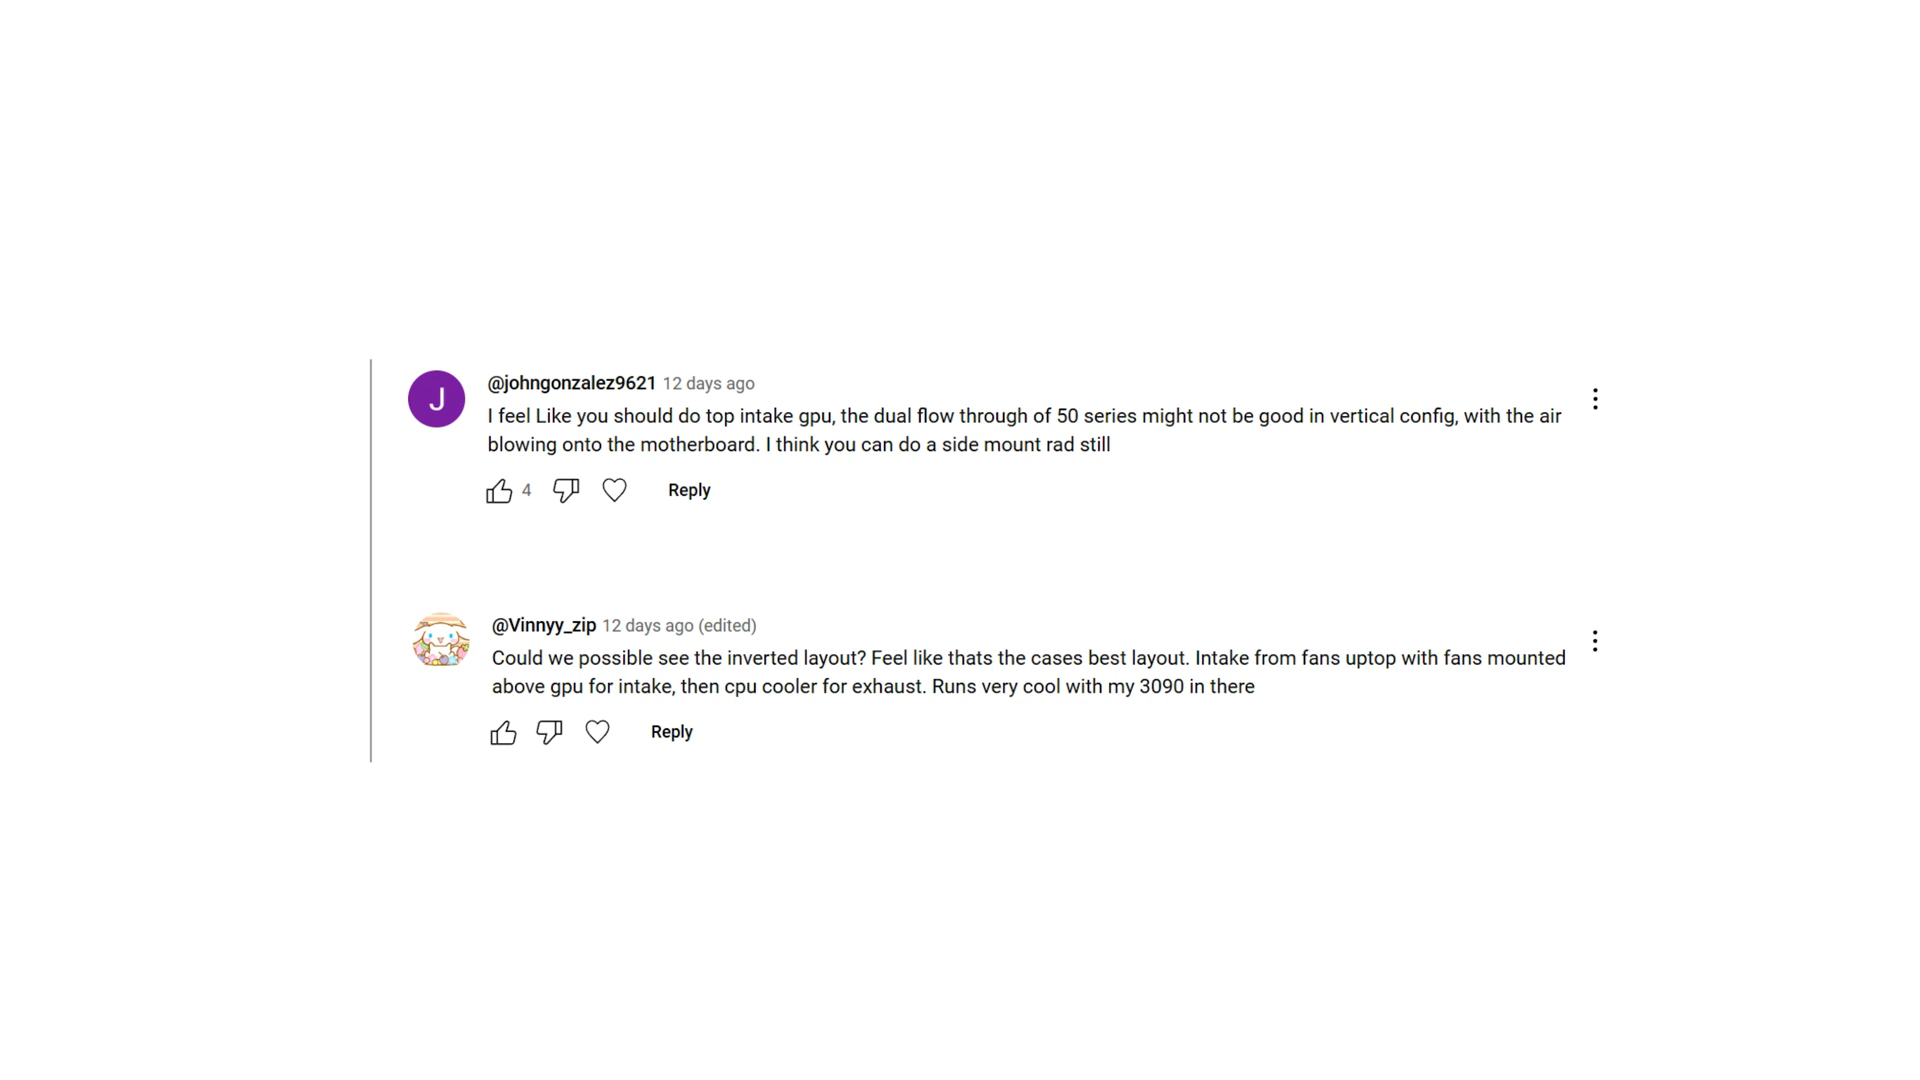 J
@johngonzalez9621 12 days ago
I feel Like you should do top intake gpu, the dual flow through of 50 series might not be good in vertical config, with the air
blowing onto the motherboard. I think you can do a side mount rad still
4 Reply
@Vinnyy_zip 12 days ago (edited)
Could we possible see the inverted layout? Feel like thats the cases best layout. Intake from fans uptop with fans mounted
above gpu for intake, then cpu cooler for exhaust. Runs very cool with my 3090 in there
Reply